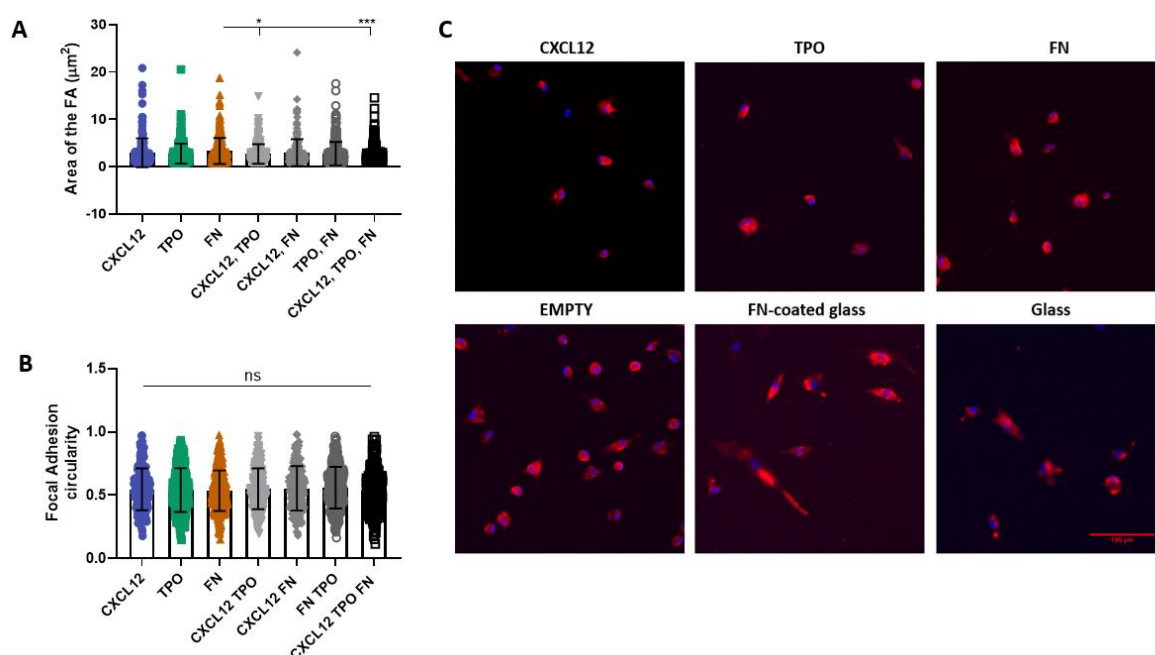 A
Area of the FA (μm²)
30
20
10
0
-10
*
***
CXCL12
TPO
FN
CXCL12, TPO
CXCL12, FN
TPO, FN
CXCL12, TPO, FN
B
Focal Adhesion
circularity
1.5
1.0
0.5
0.0
ns
CXCL12
TPO
FN
CXCL12 TPO
CXCL12 FN
FN TPO
CXCL12 TPO FN
C
CXCL12
TPO
FN
EMPTY
FN-coated glass
Glass
100 μm